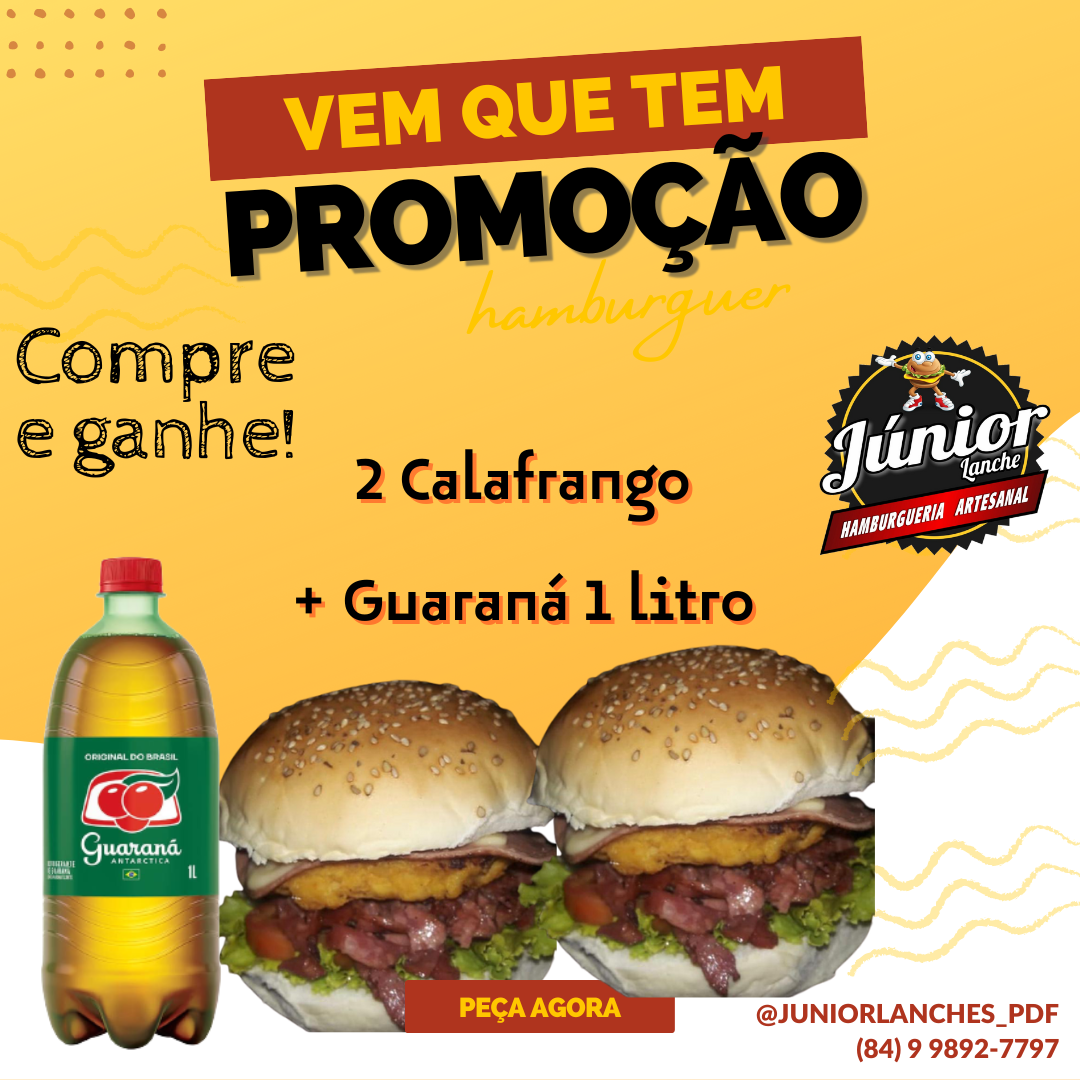 VEM QUE TEM
PROMOÇÃO
hamburguer
Compre
e ganhe!
2 Calafrango
+ Guaraná 1 litro
Júnior
Lanche
HAMBURGUERIA ARTESANAL
ORIGINAL DO BRASIL
Guaraná
ANTARCTICA
1L
PEÇA AGORA
@JUNIORLANCHES_PDF
(84) 9 9892-7797